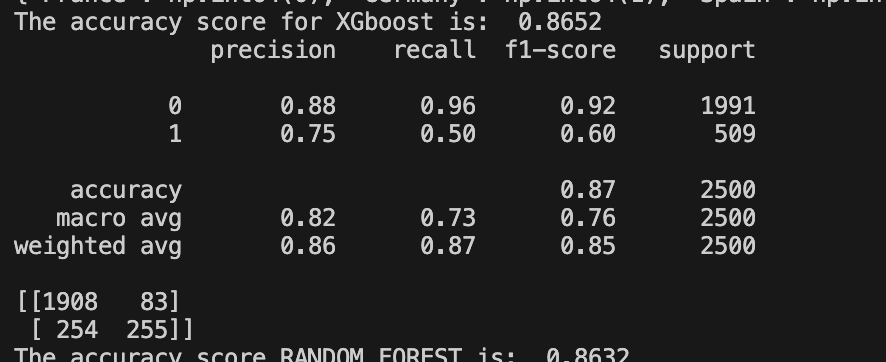 The accuracy score for XGboost is:  0.8652
              precision    recall  f1-score   support

           0       0.88      0.96      0.92      1991
           1       0.75      0.50      0.60       509

    accuracy                           0.87      2500
   macro avg       0.82      0.73      0.76      2500
weighted avg       0.86      0.87      0.85      2500

[[1908   83]
 [ 254  255]]
The accuracy score RANDOM FOREST is:  0.8632